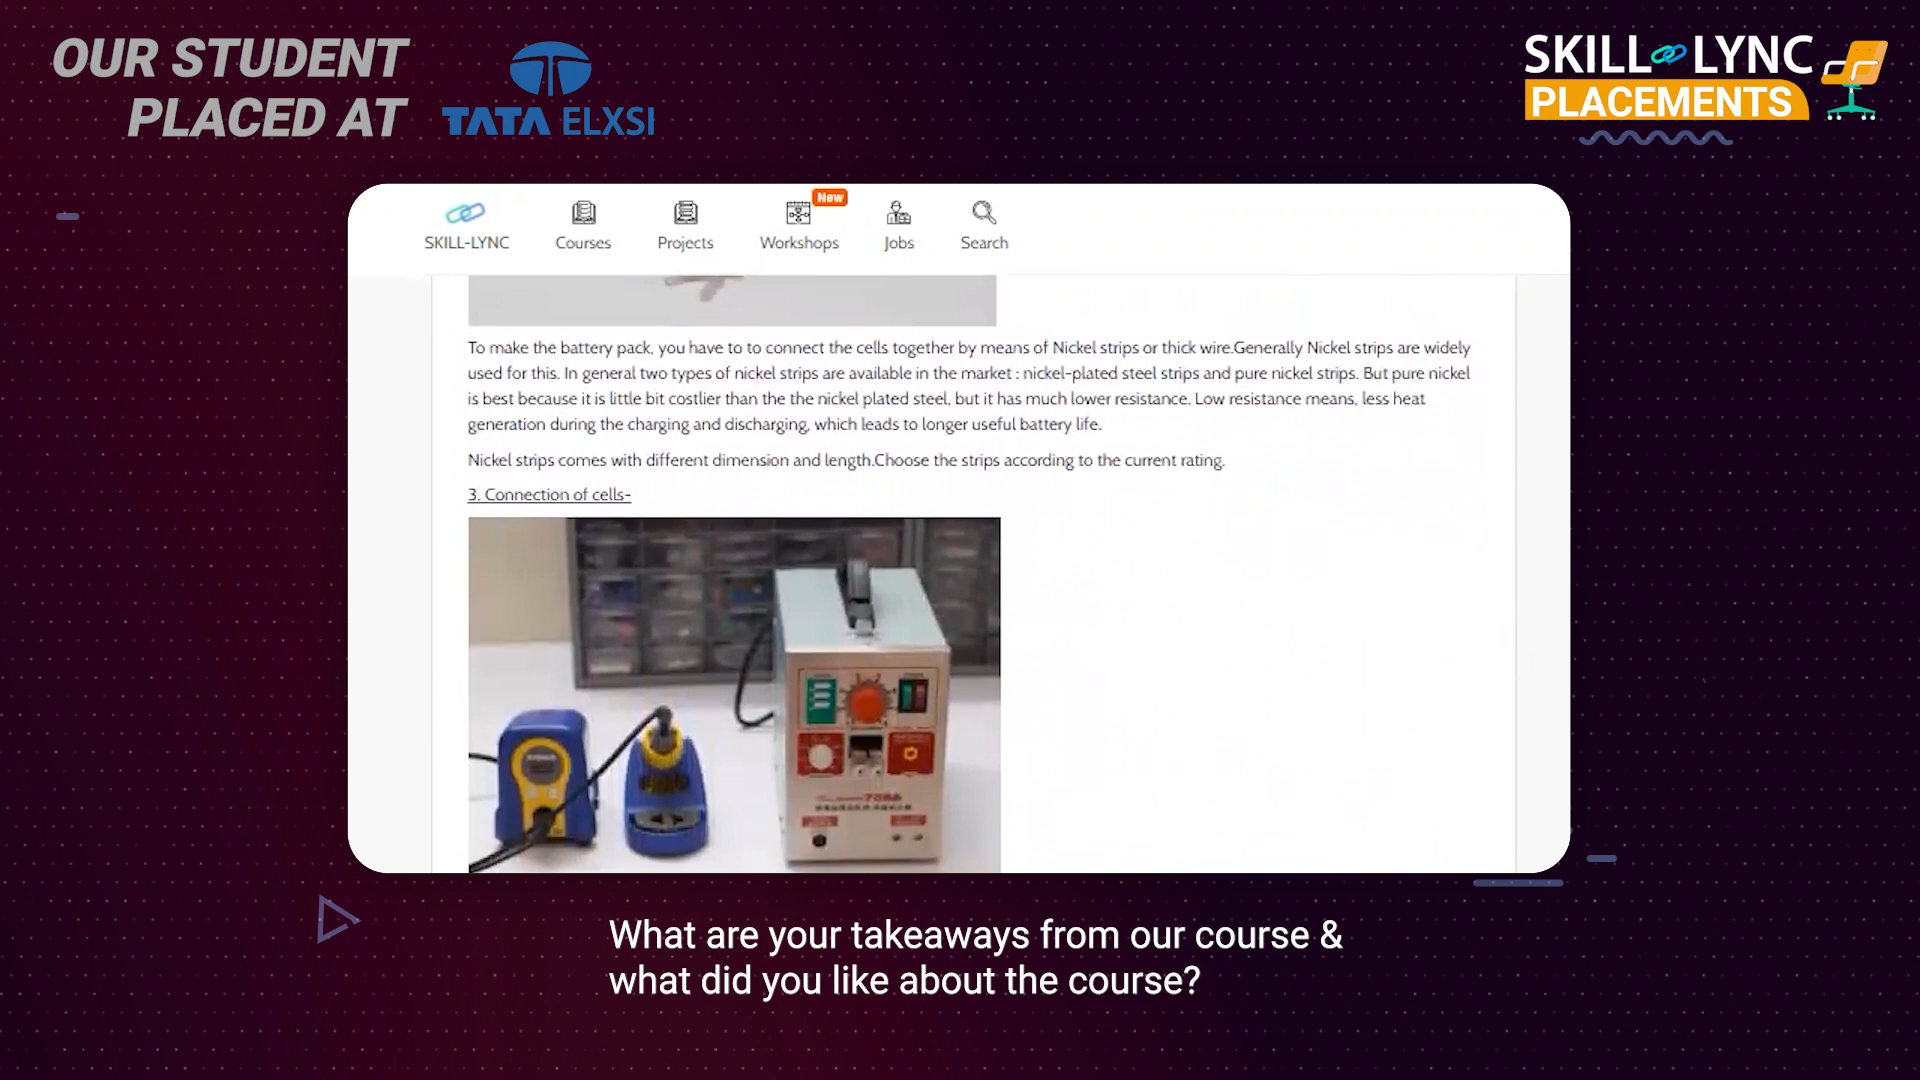 OUR STUDENT
PLACED AT
TATA ELXSI
SKILL LYNC
PLACEMENTS
New
SKILL-LYNC
Courses
Projects
Workshops
Jobs
Search
To make the battery pack, you have to to connect the cells together by means of Nickel strips or thick wire.Generally Nickel strips are widely
used for this. In general two types of nickel strips are available in the market : nickel-plated steel strips and pure nickel strips. But pure nickel
is best because it is little bit costlier than the the nickel plated steel, but it has much lower resistance. Low resistance means, less heat
generation during the charging and discharging, which leads to longer useful battery life.
Nickel strips comes with different dimension and length.Choose the strips according to the current rating.
3. Connection of cells-
What are your takeaways from our course &
what did you like about the course?